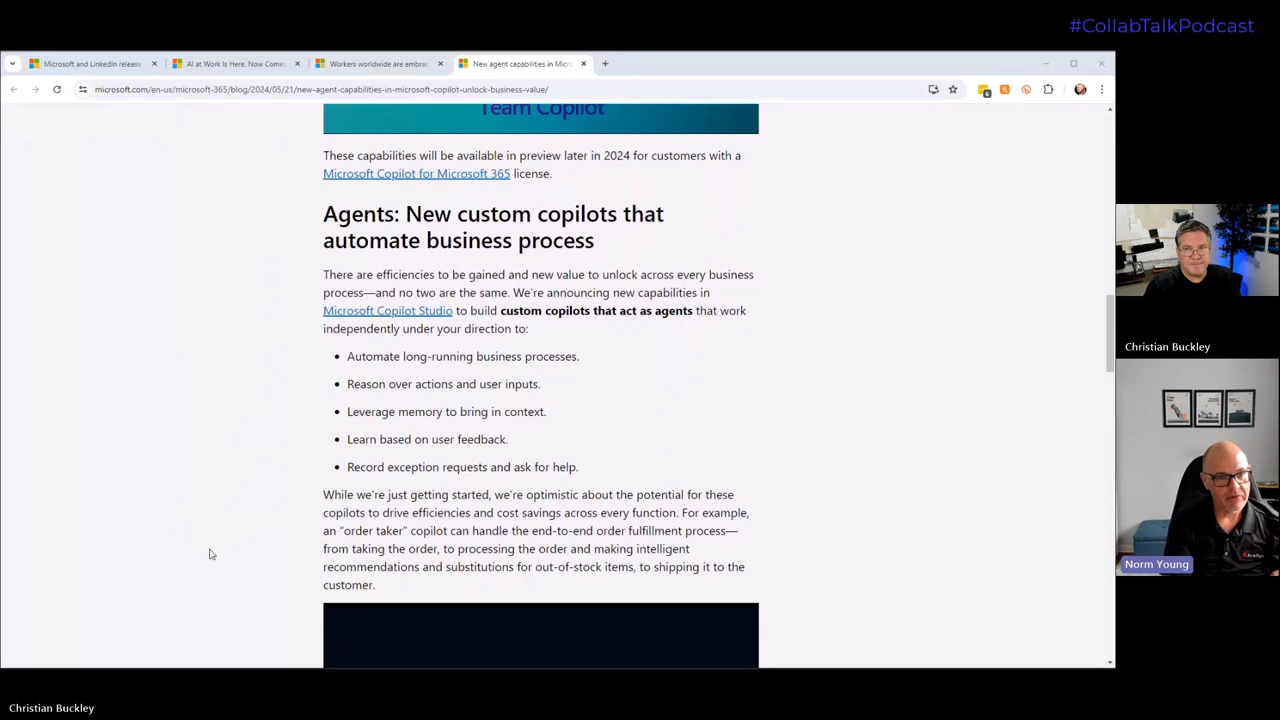 #CollabTalkPodcast
Microsoft and LinkedIn release
AI at Work Is Here. Now Comes
Workers worldwide are embrac
New agent capabilities in Micro
microsoft.com/en-us/microsoft-365/blog/2024/05/21/new-agent-capabilities-in-microsoft-copilot-unlock-business-value/
Team Copilot
These capabilities will be available in preview later in 2024 for customers with a
Microsoft Copilot for Microsoft 365 license.
Agents: New custom copilots that
automate business process
There are efficiencies to be gained and new value to unlock across every business
process—and no two are the same. We're announcing new capabilities in
Microsoft Copilot Studio to build custom copilots that act as agents that work
independently under your direction to:
• Automate long-running business processes.
• Reason over actions and user inputs.
• Leverage memory to bring in context.
• Learn based on user feedback.
• Record exception requests and ask for help.
While we're just getting started, we're optimistic about the potential for these
copilots to drive efficiencies and cost savings across every function. For example,
an "order taker" copilot can handle the end-to-end order fulfillment process—
from taking the order, to processing the order and making intelligent
recommendations and substitutions for out-of-stock items, to shipping it to the
customer.
Christian Buckley
Norm Young
Christian Buckley